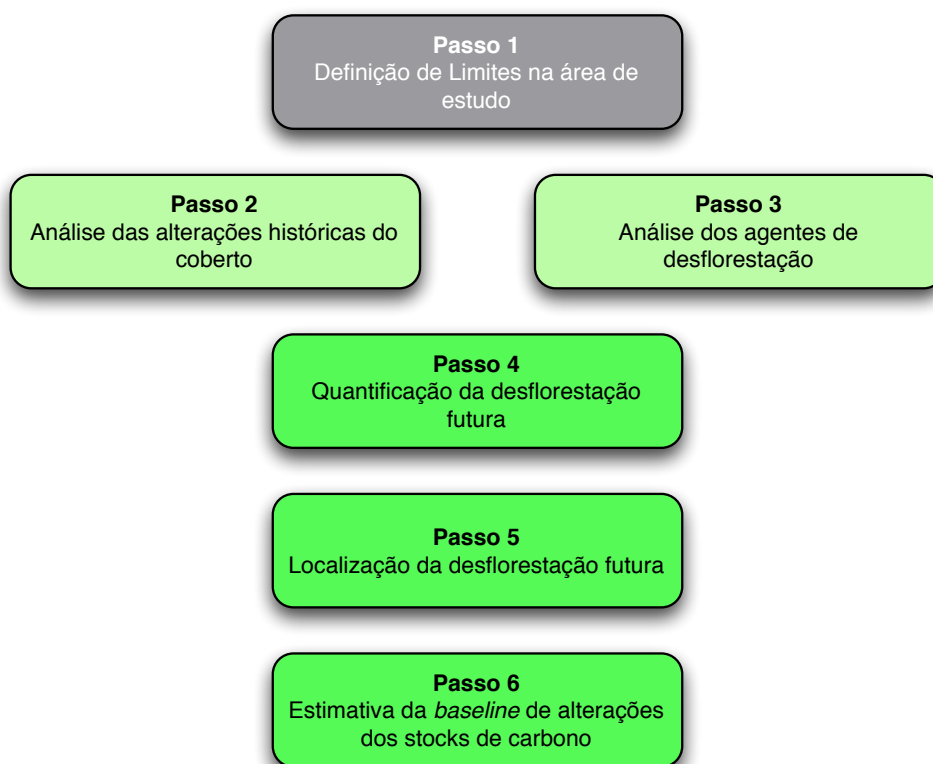 Passo 1
Definição de Limites na área de
estudo
Passo 2
Análise das alterações históricas do
coberto
Passo 3
Análise dos agentes de
desflorestação
Passo 4
Quantificação da desflorestação
futura
Passo 5
Localização da desflorestação futura
Passo 6
Estimativa da baseline de alterações
dos stocks de carbono